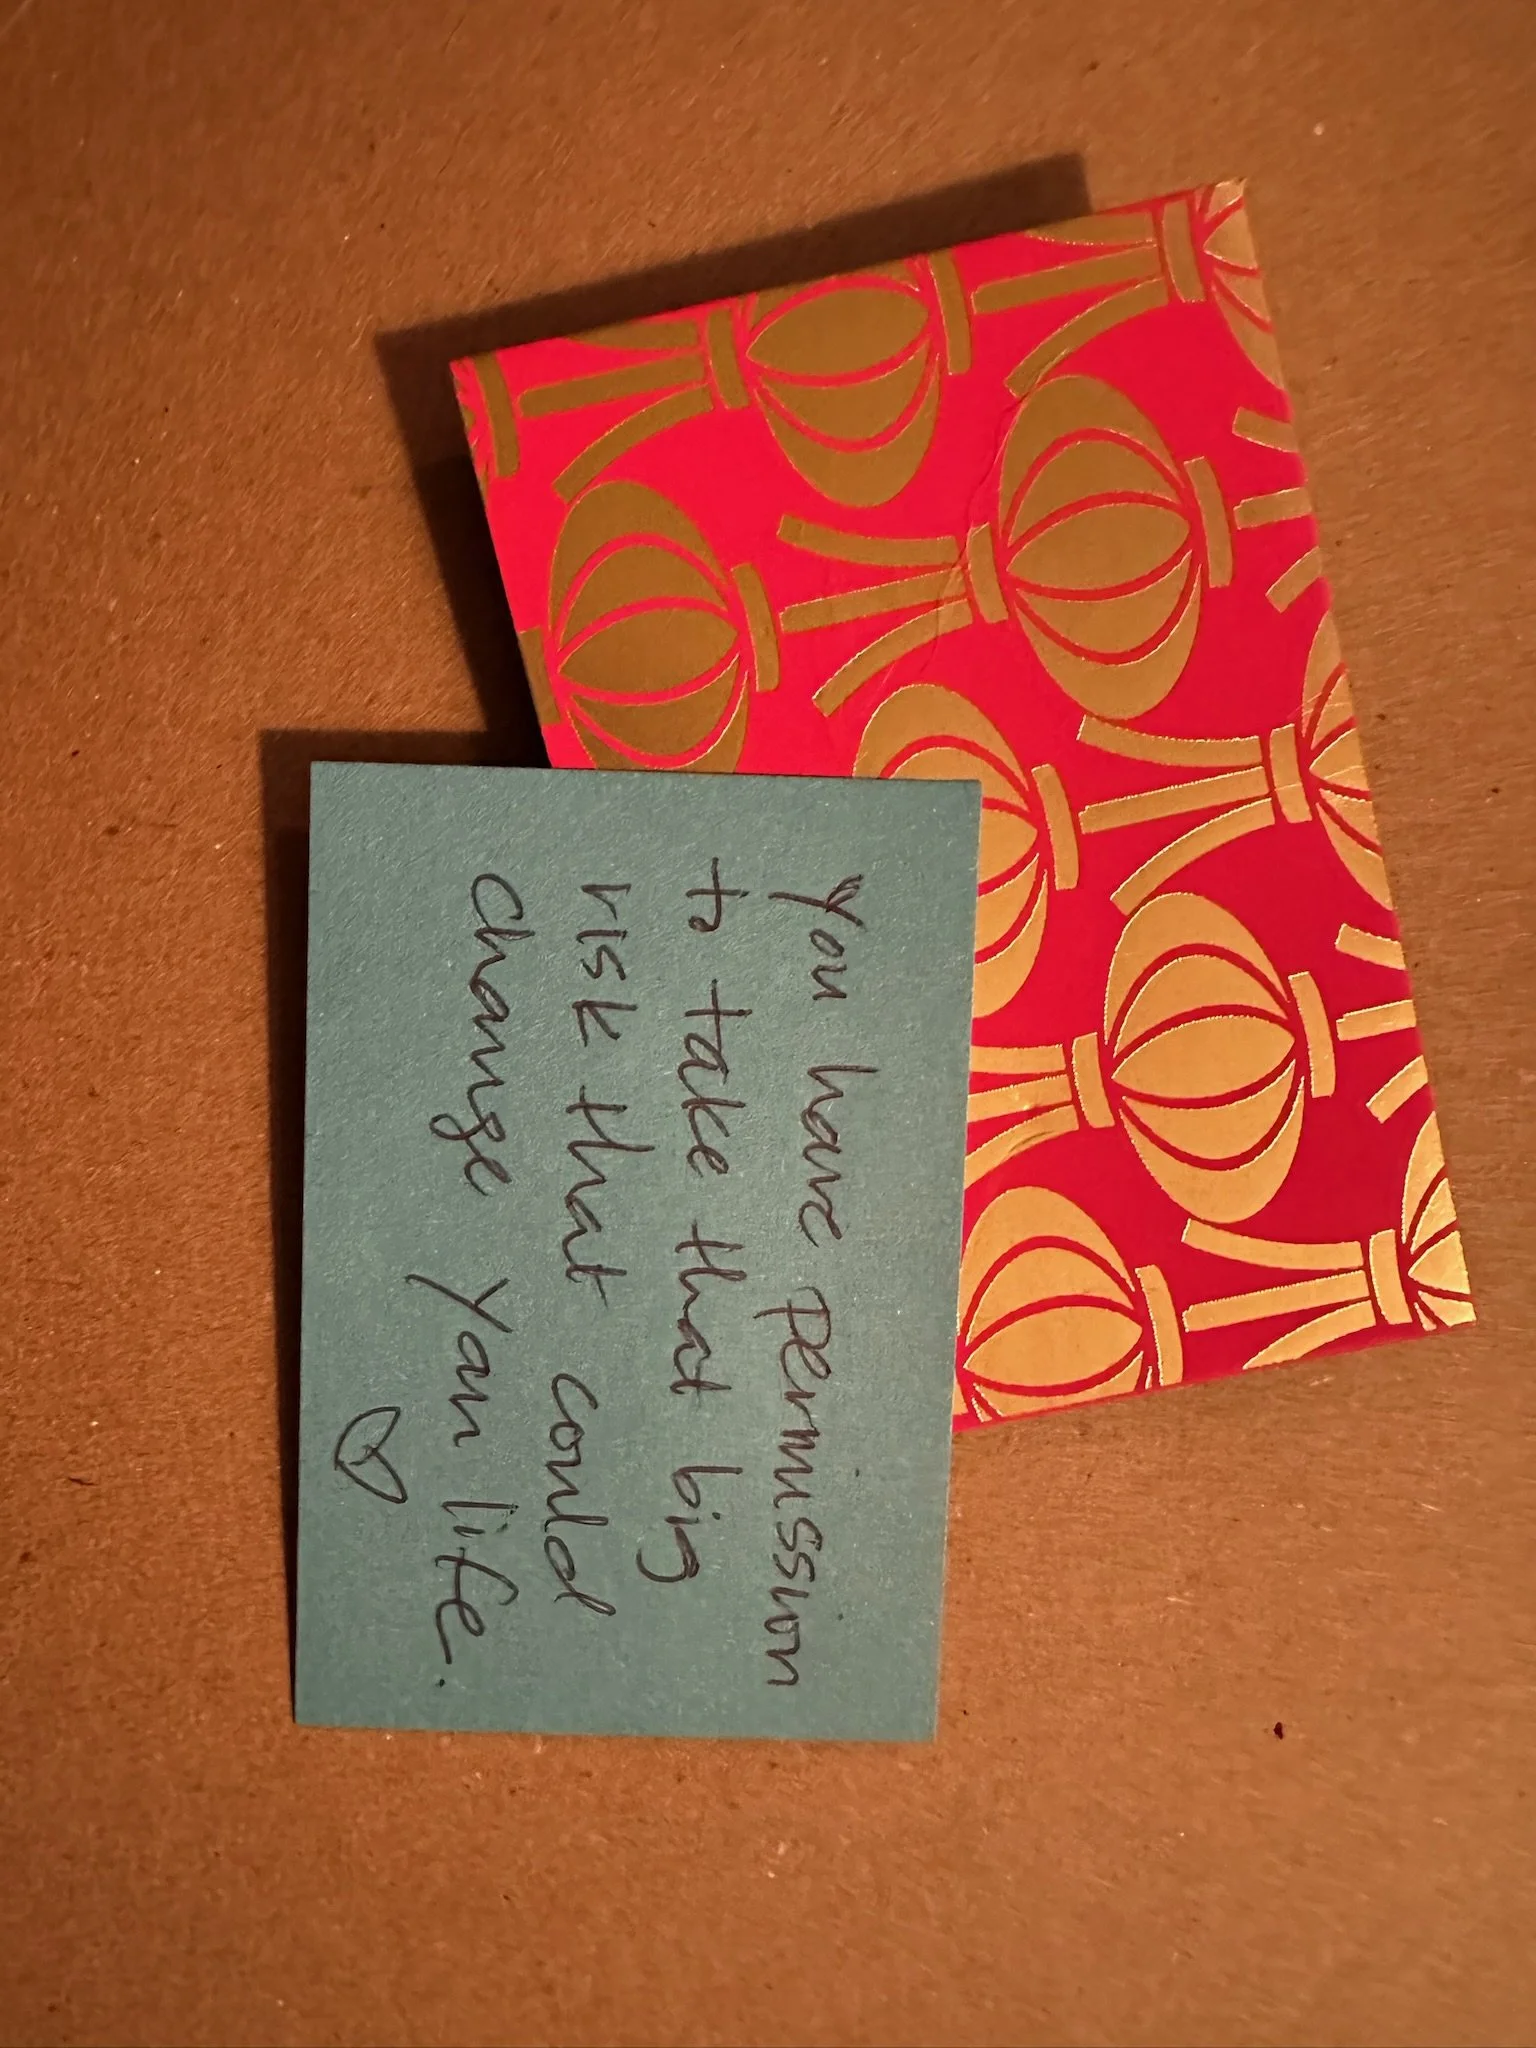 You have permission
to take that big
risk that could
change your life.